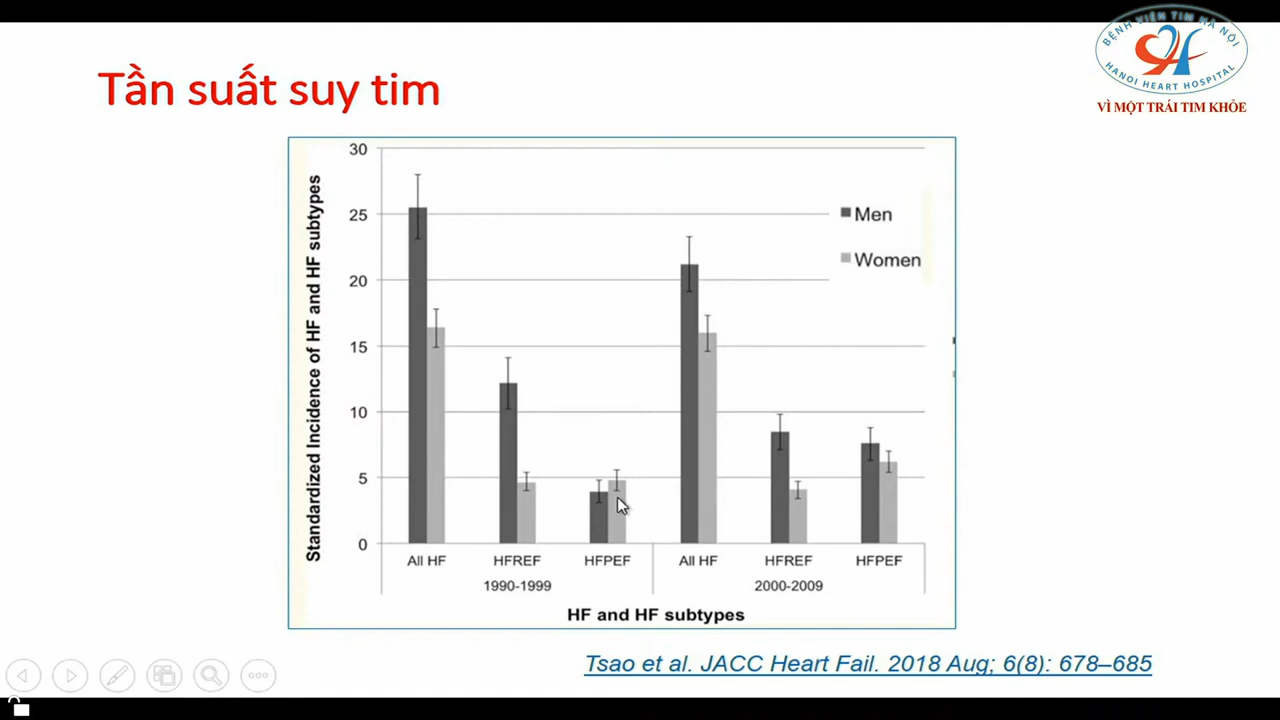 BỆNH VIỆN TIM HÀ NỘI
HANOI HEART HOSPITAL
VÌ MỘT TRÁI TIM KHỎE
Tần suất suy tim
Standardized Incidence of HF and HF subtypes
30
25
20
15
10
5
0
Men
Women
All HF HFREF HFPEF All HF HFREF HFPEF
1990-1999 2000-2009
HF and HF subtypes
Tsao et al. JACC Heart Fail. 2018 Aug; 6(8): 678–685